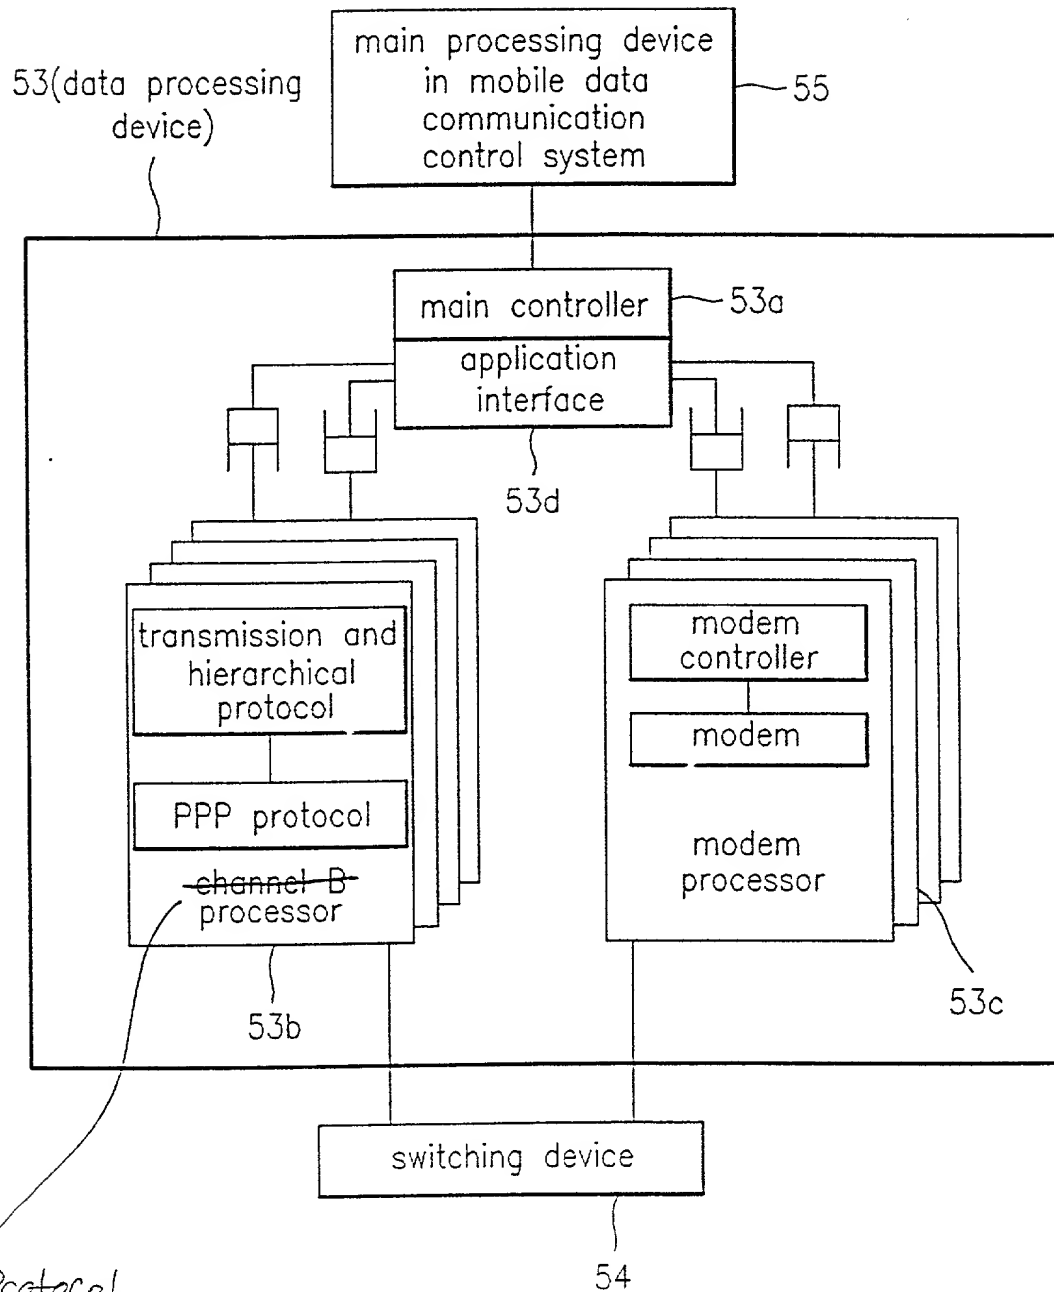 main processing device
in mobile data
communication
control system
55
53(data processing
device)
main controller
53a
application
interface
53d
transmission and
hierarchical
protocol
PPP protocol
channel B
processor
53b
modem
controller
modem
modem
processor
53c
switching device
54
Protocol